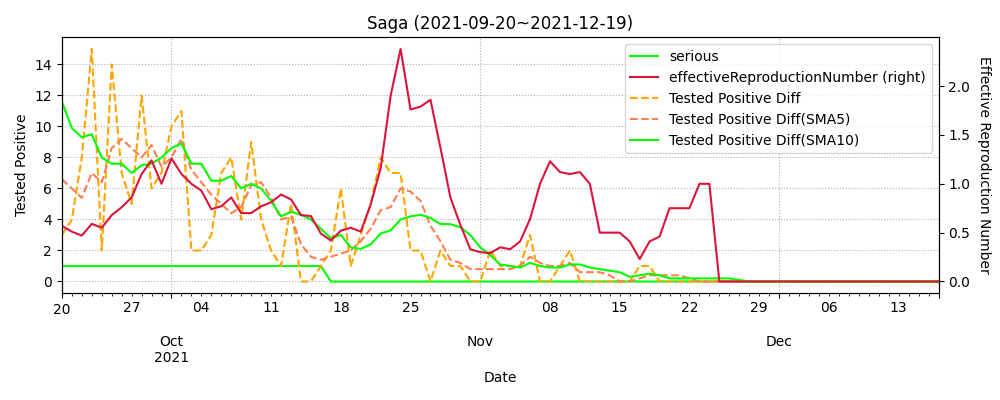 Saga (2021-09-20~2021-12-19)
serious
effectiveReproductionNumber (right)
Tested Positive Diff
Tested Positive Diff(SMA5)
Tested Positive Diff(SMA10)
Tested Positive
14
12
10
8
6
4
2
0
Effective Reproduction Number
2.0
1.5
1.0
0.5
0.0
20 27 04 11 18 25 08 15 22 29 06 13
Oct Nov Dec
2021
Date